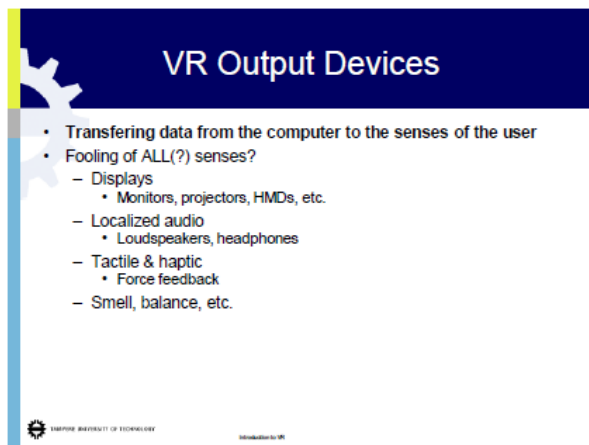 VR Output Devices
• Transfering data from the computer to the senses of the user
• Fooling of ALL(?) senses?
– Displays
• Monitors, projectors, HMDs, etc.
– Localized audio
• Loudspeakers, headphones
– Tactile & haptic
• Force feedback
– Smell, balance, etc.
TAMPERE UNIVERSITY OF TECHNOLOGY
Introduction to VR